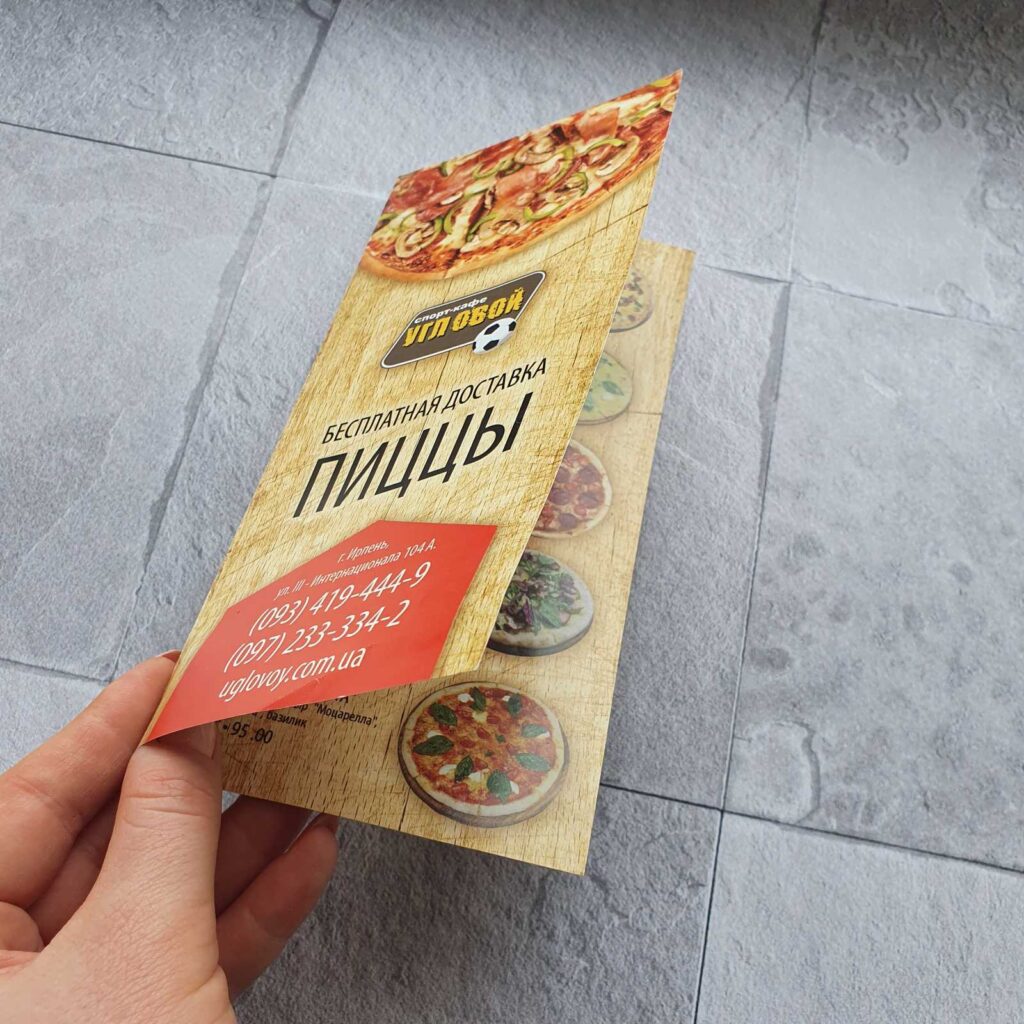 спорт-кафе
УГЛОВОЙ
БЕСПЛАТНАЯ ДОСТАВКА
ПИЦЦЫ
г. Ирпень,
ул. III - Интернационала 104 А.
(093) 419-444-9
(097) 233-334-2
uglovoy.com.ua
"Моцарелла",
базилик
95.00